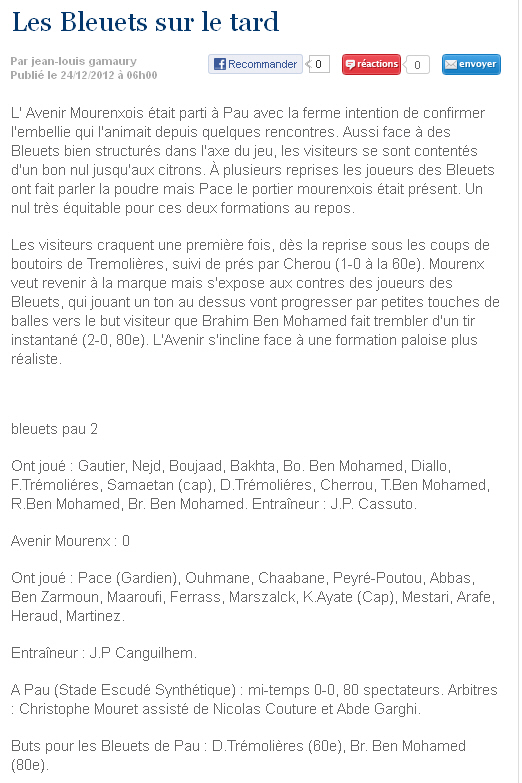 Les Bleuets sur le tard
Par jean-louis gamaury
Publié le 24/12/2012 à 06h00
Recommander 0 réactions 0 envoyer
L' Avenir Mourenxois était parti à Pau avec la ferme intention de confirmer
l'embellie qui l'animait depuis quelques rencontres. Aussi face à des
Bleuets bien structurés dans l'axe du jeu, les visiteurs se sont contentés
d'un bon nul jusqu'aux citrons. À plusieurs reprises les joueurs des Bleuets
ont fait parler la poudre mais Pace le portier mourenxois était présent. Un
nul très équitable pour ces deux formations au repos.
Les visiteurs craquent une première fois, dès la reprise sous les coups de
boutoirs de Tremolières, suivi de prés par Cherou (1-0 à la 60e). Mourenx
veut revenir à la marque mais s'expose aux contres des joueurs des
Bleuets, qui jouant un ton au dessus vont progresser par petites touches de
balles vers le but visiteur que Brahim Ben Mohamed fait trembler d'un tir
instantané (2-0, 80e). L'Avenir s'incline face à une formation paloise plus
réaliste.
bleuets pau 2
Ont joué : Gautier, Nejd, Boujaad, Bakhta, Bo. Ben Mohamed, Diallo,
F.Trémoliéres, Samaetan (cap), D.Trémoliéres, Cherrou, T.Ben Mohamed,
R.Ben Mohamed, Br. Ben Mohamed. Entraîneur : J.P. Cassuto.
Avenir Mourenx : 0
Ont joué : Pace (Gardien), Ouhmane, Chaabane, Peyré-Poutou, Abbas,
Ben Zarmoun, Maaroufi, Ferrass, Marszalck, K.Ayate (Cap), Mestari, Arafe,
Heraud, Martinez.
Entraîneur : J.P Canguilhem.
A Pau (Stade Escudé Synthétique) : mi-temps 0-0, 80 spectateurs. Arbitres
: Christophe Mouret assisté de Nicolas Couture et Abde Garghi.
Buts pour les Bleuets de Pau : D.Trémolières (60e), Br. Ben Mohamed
(80e).